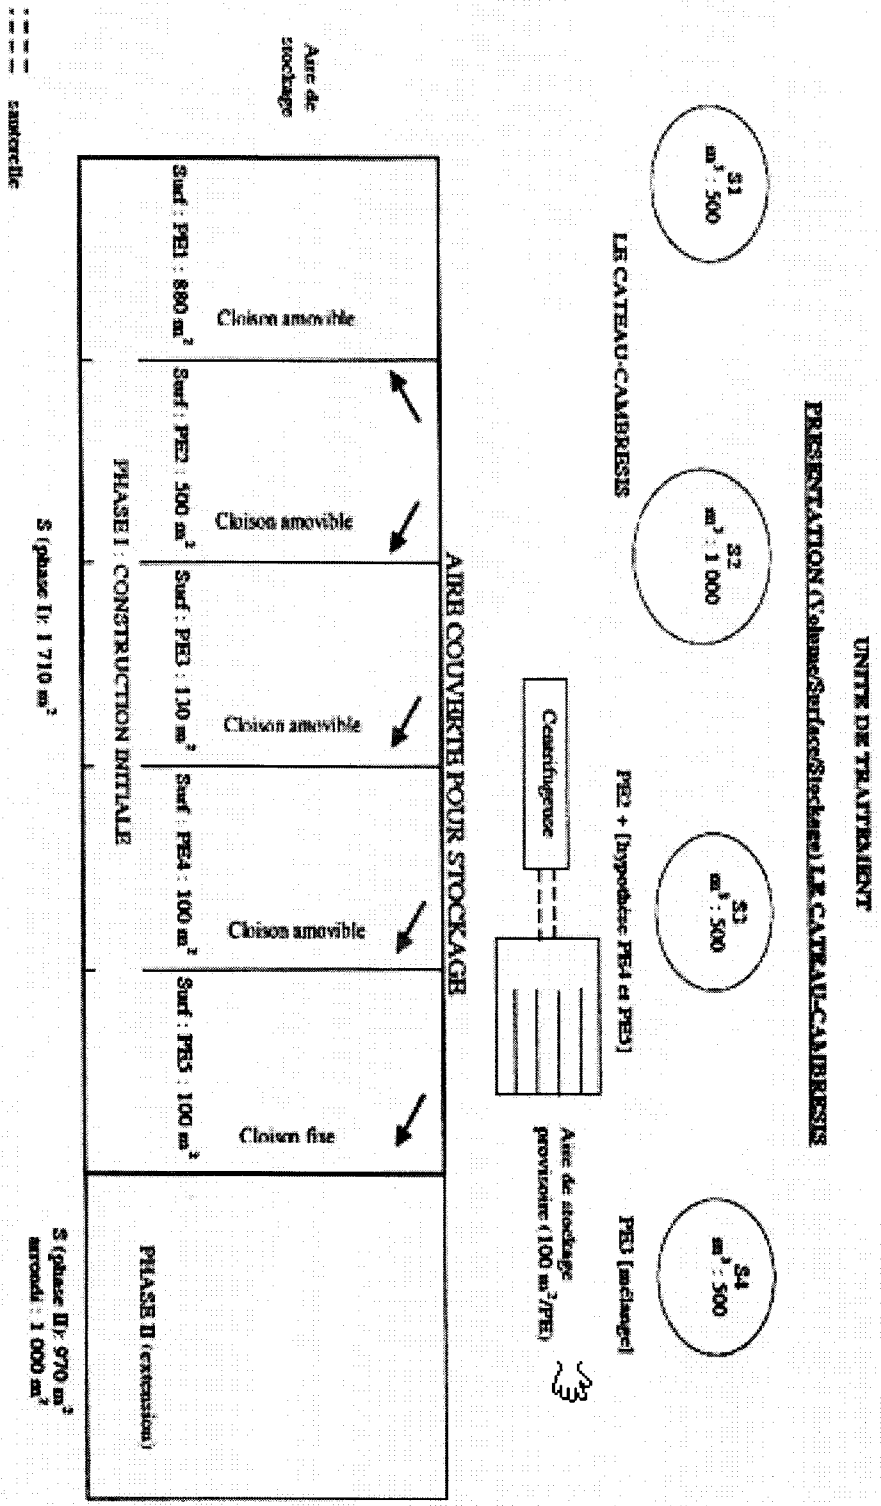 UNITE DE TRAITEMENT
PRESENTATION (Volume/Surface/Stockage) LE CATEAU-CAMBRESIS
S1
m³ : 500
S2
m³ : 1 000
S3
m³ : 500
S4
m³ : 500
LE CATEAU-CAMBRESIS
PE2 + [hypothèse PE4 et PE5]
PE3 [mélange]
Centrifugeuse
Aire de stockage
provisoire (100 m²/PE)
AIRE COUVERTE POUR STOCKAGE
Aire de
stockage
Cloison amovible
Cloison amovible
Cloison amovible
Cloison amovible
Cloison fixe
Surf : PE1 : 880 m²
Surf : PE2 : 500 m²
Surf : PE3 : 130 m²
Surf : PE4 : 100 m²
Surf : PE5 : 100 m²
PHASE I : CONSTRUCTION INITIALE
PHASE II (extension)
S (phase I): 1 710 m²
S (phase II): 970 m²
arrondi : 1 000 m²
sauterelle